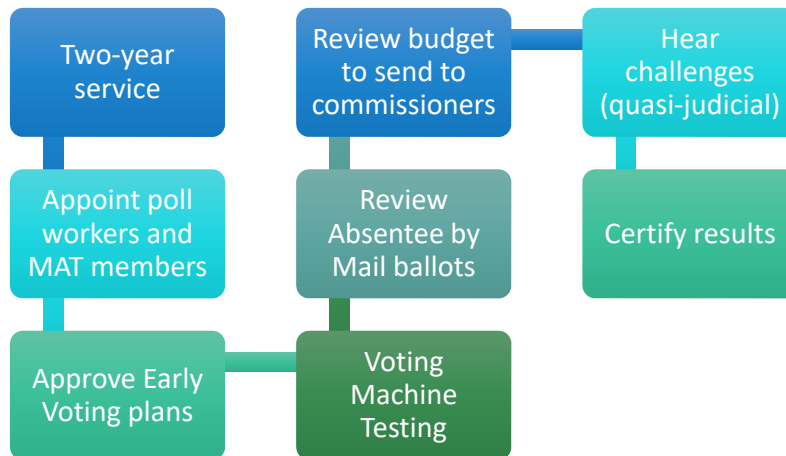 Two-year
service
Appoint poll
workers and
MAT members
Approve Early
Voting plans
Voting
Machine
Testing
Review
Absentee by
Mail ballots
Review budget
to send to
commissioners
Hear
challenges
(quasi-judicial)
Certify results